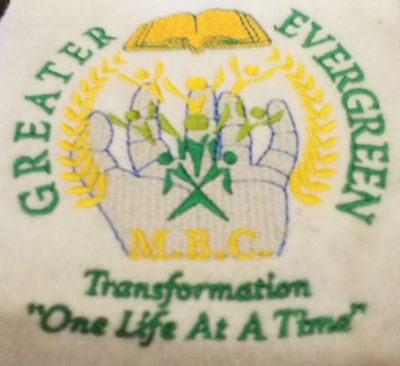 GREATER
EVERGREEN
M.B.C.
Transformation
"One Life At A Time"